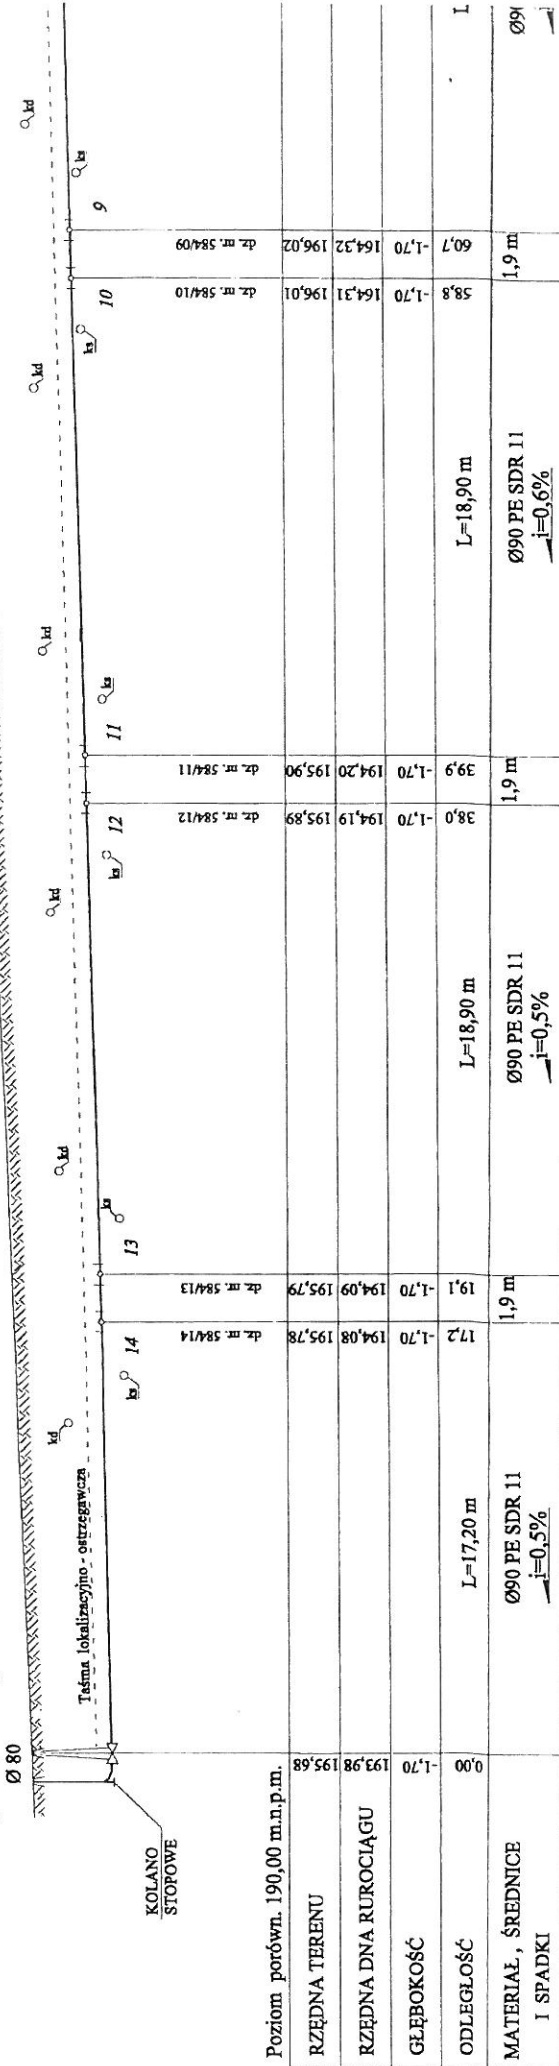 Ø 80
KOLANO
STOPOWE
Taśma lokalizacyjno - ostrzegawcza
kd
ks
14
13
ks
kd
kd
ks
12
11
ks
kd
kd
ks
10
9
ks
kd
dz. nr. 584/14
dz. nr. 584/13
dz. nr. 584/12
dz. nr. 584/11
dz. nr. 584/10
dz. nr. 584/09
Poziom porówn. 190,00 m.n.p.m.
RZĘDNA TERENU
195,68
195,78
195,79
195,89
195,90
196,01
196,02
RZĘDNA DNA RUROCIĄGU
193,98
194,08
194,09
194,19
194,20
164,31
164,32
GŁĘBOKOŚĆ
-1,70
-1,70
-1,70
-1,70
-1,70
-1,70
-1,70
ODLEGŁOŚĆ
0,00
L=17,20 m
17,2
19,1
L=18,90 m
38,0
39,9
L=18,90 m
58,8
60,7
L
MATERIAŁ, ŚREDNICE
I SPADKI
Ø90 PE SDR 11
i=0,5%
1,9 m
Ø90 PE SDR 11
i=0,5%
1,9 m
Ø90 PE SDR 11
i=0,6%
1,9 m